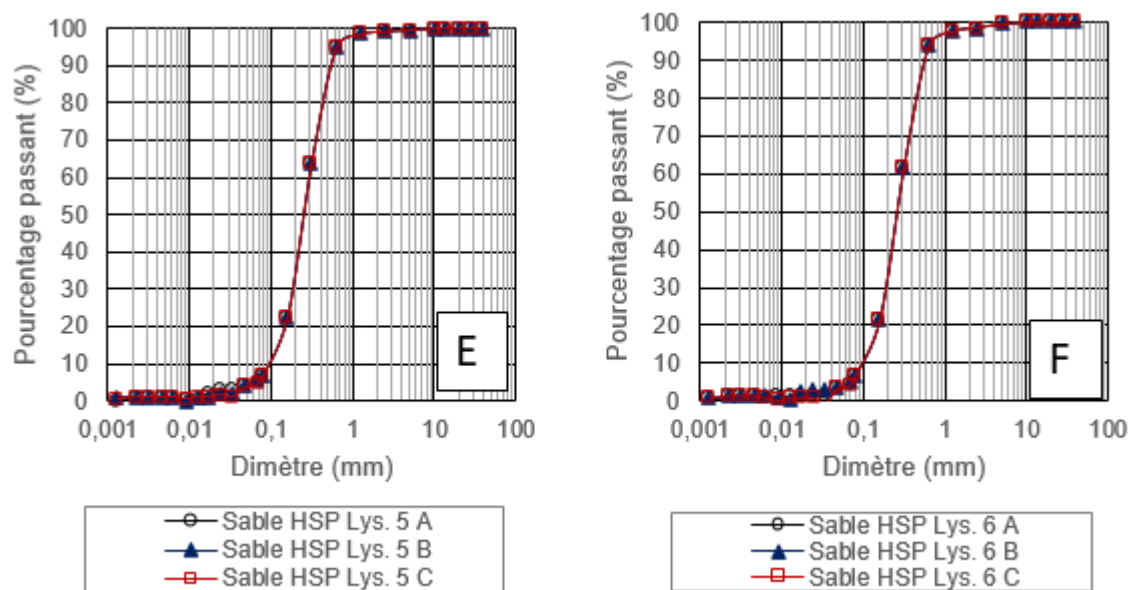 Pourcentage passant (%)
100
90
80
70
60
50
40
30
20
10
0
E
0,001 0,01 0,1 1 10 100
Dimètre (mm)
Sable HSP Lys. 5 A
Sable HSP Lys. 5 B
Sable HSP Lys. 5 C
Pourcentage passant (%)
100
90
80
70
60
50
40
30
20
10
0
F
0,001 0,01 0,1 1 10 100
Dimètre (mm)
Sable HSP Lys. 6 A
Sable HSP Lys. 6 B
Sable HSP Lys. 6 C